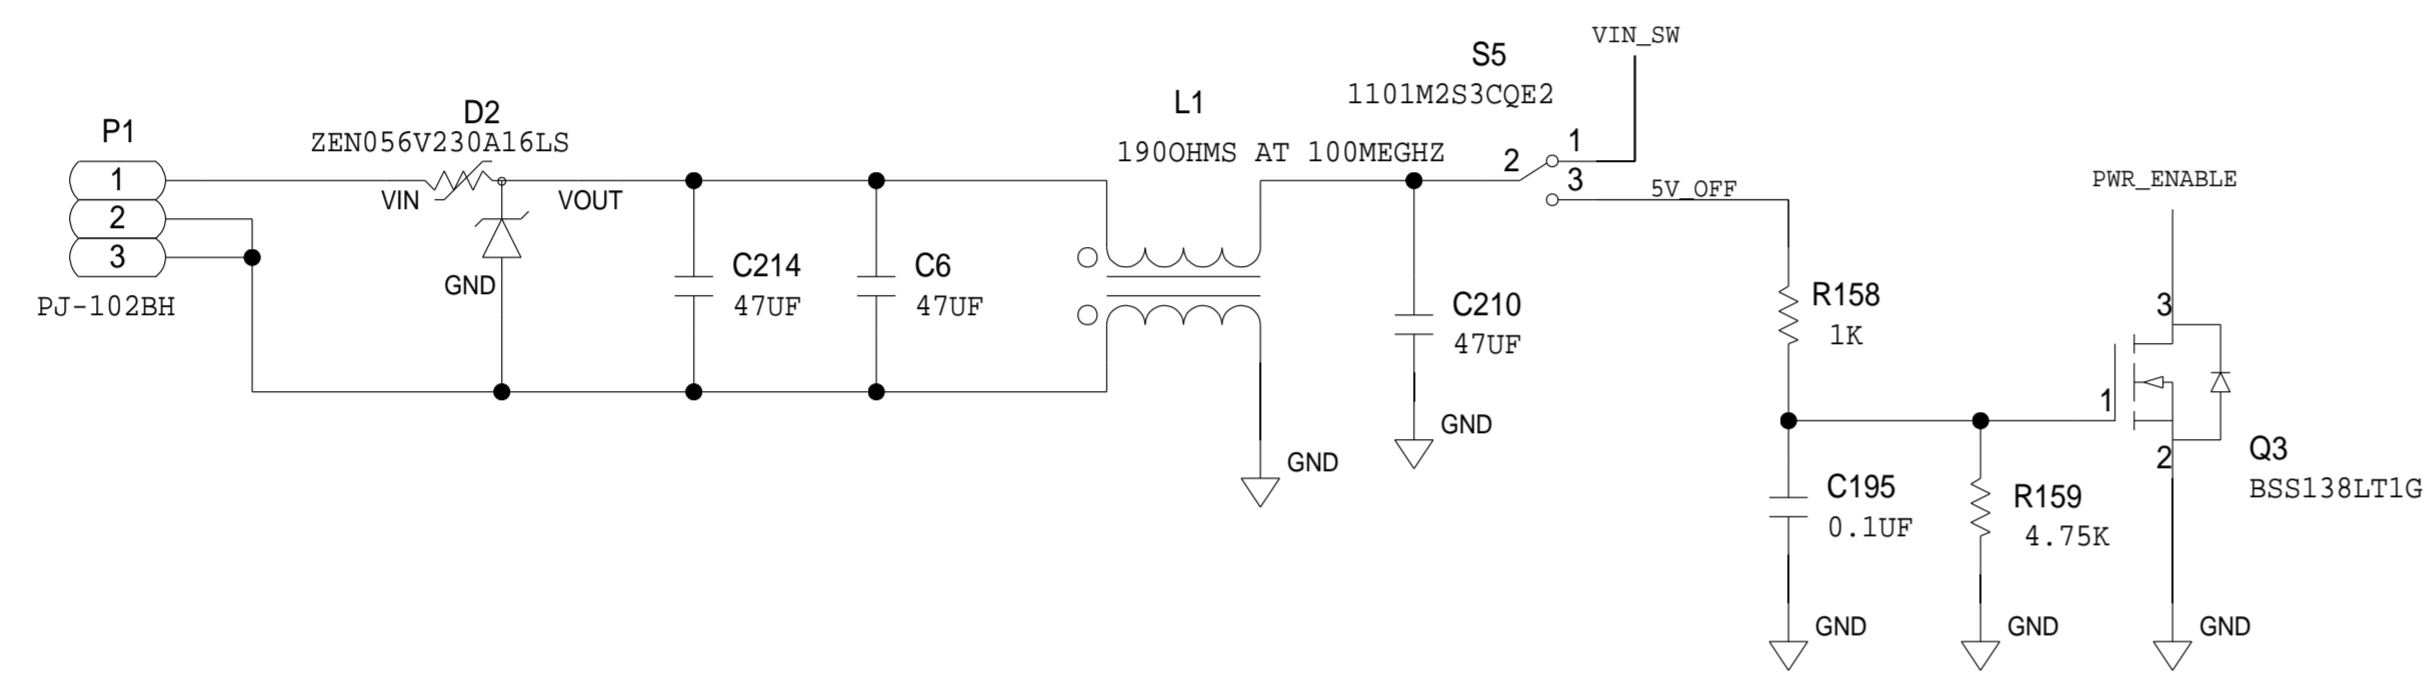 P1
1
2
3
PJ-102BH
D2
ZEN056V230A16LS
VIN
VOUT
GND
C214
47UF
C6
47UF
L1
190OHMS AT 100MEGHZ
GND
C210
47UF
GND
S5
1101M2S3CQE2
2
1
3
VIN_SW
5V_OFF
R158
1K
C195
0.1UF
GND
R159
4.75K
GND
PWR_ENABLE
3
1
2
Q3
BSS138LT1G
GND